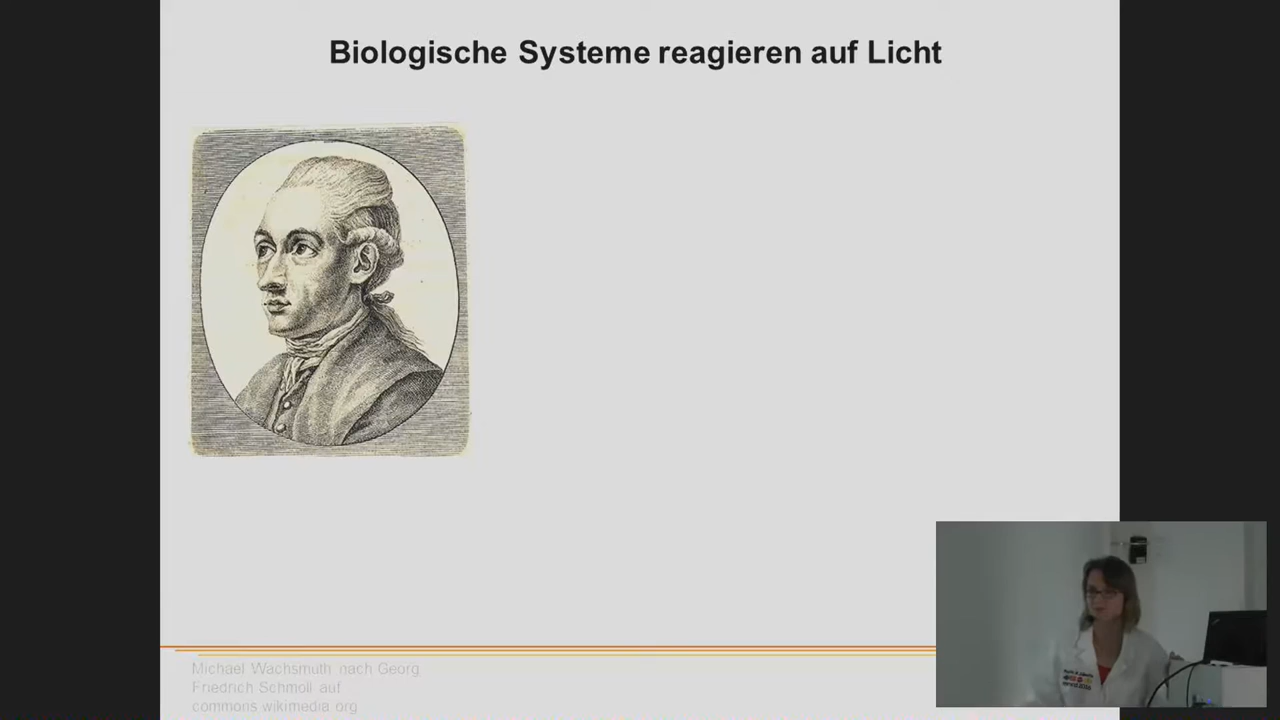 Biologische Systeme reagieren auf Licht
Michael Wachsmuth nach Georg
Friedrich Schmoll auf
commons.wikimedia.org